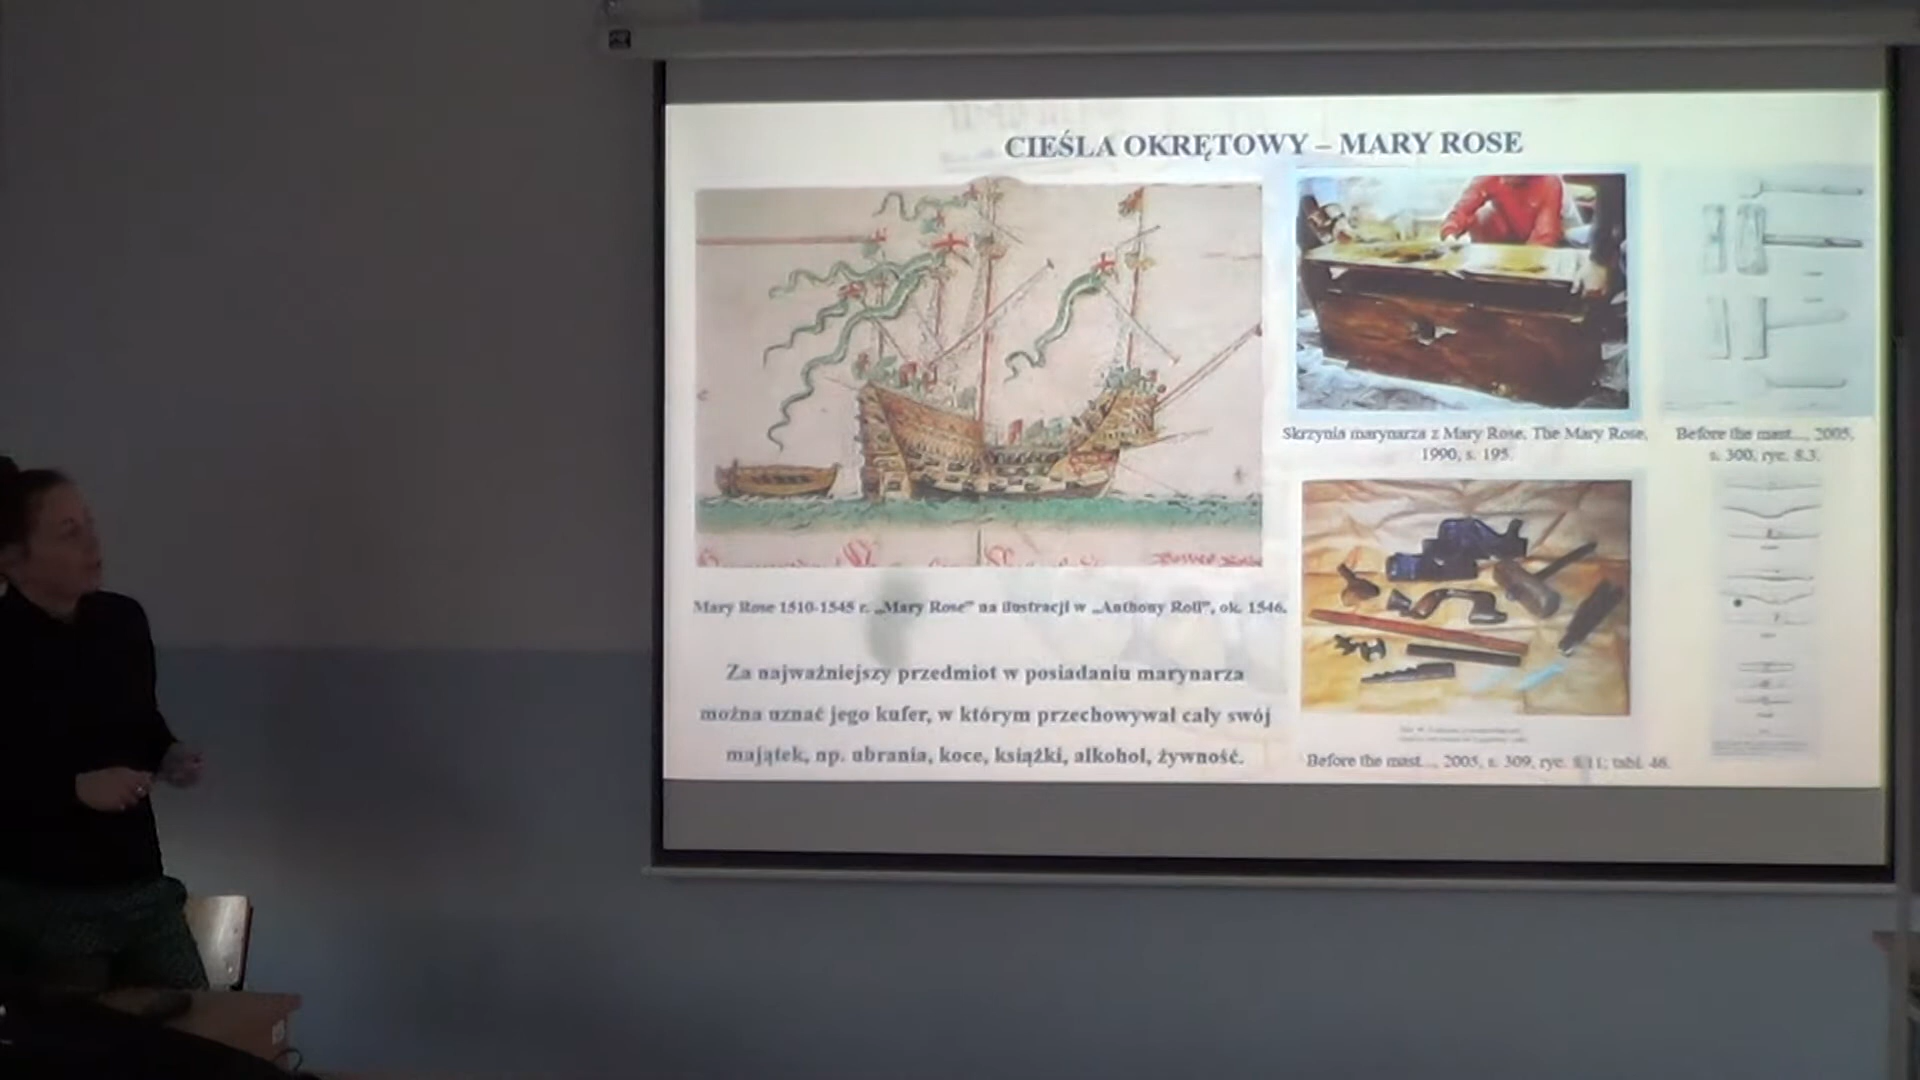 CIEŚLA OKRĘTOWY – MARY ROSE
Skrzynia marynarza z Mary Rose, The Mary Rose,
1990, s. 195.
Before the mast..., 2005,
s. 300, ryc. 8.3.
Mary Rose 1510-1545 r. „Mary Rose” na ilustracji w „Anthony Roll”, ok. 1546.
Za najważniejszy przedmiot w posiadaniu marynarza
można uznać jego kufer, w którym przechowywał cały swój
majątek, np. ubrania, koce, książki, alkohol, żywność.
Before the mast..., 2005, s. 309, ryc. 8.11; tabl. 46.